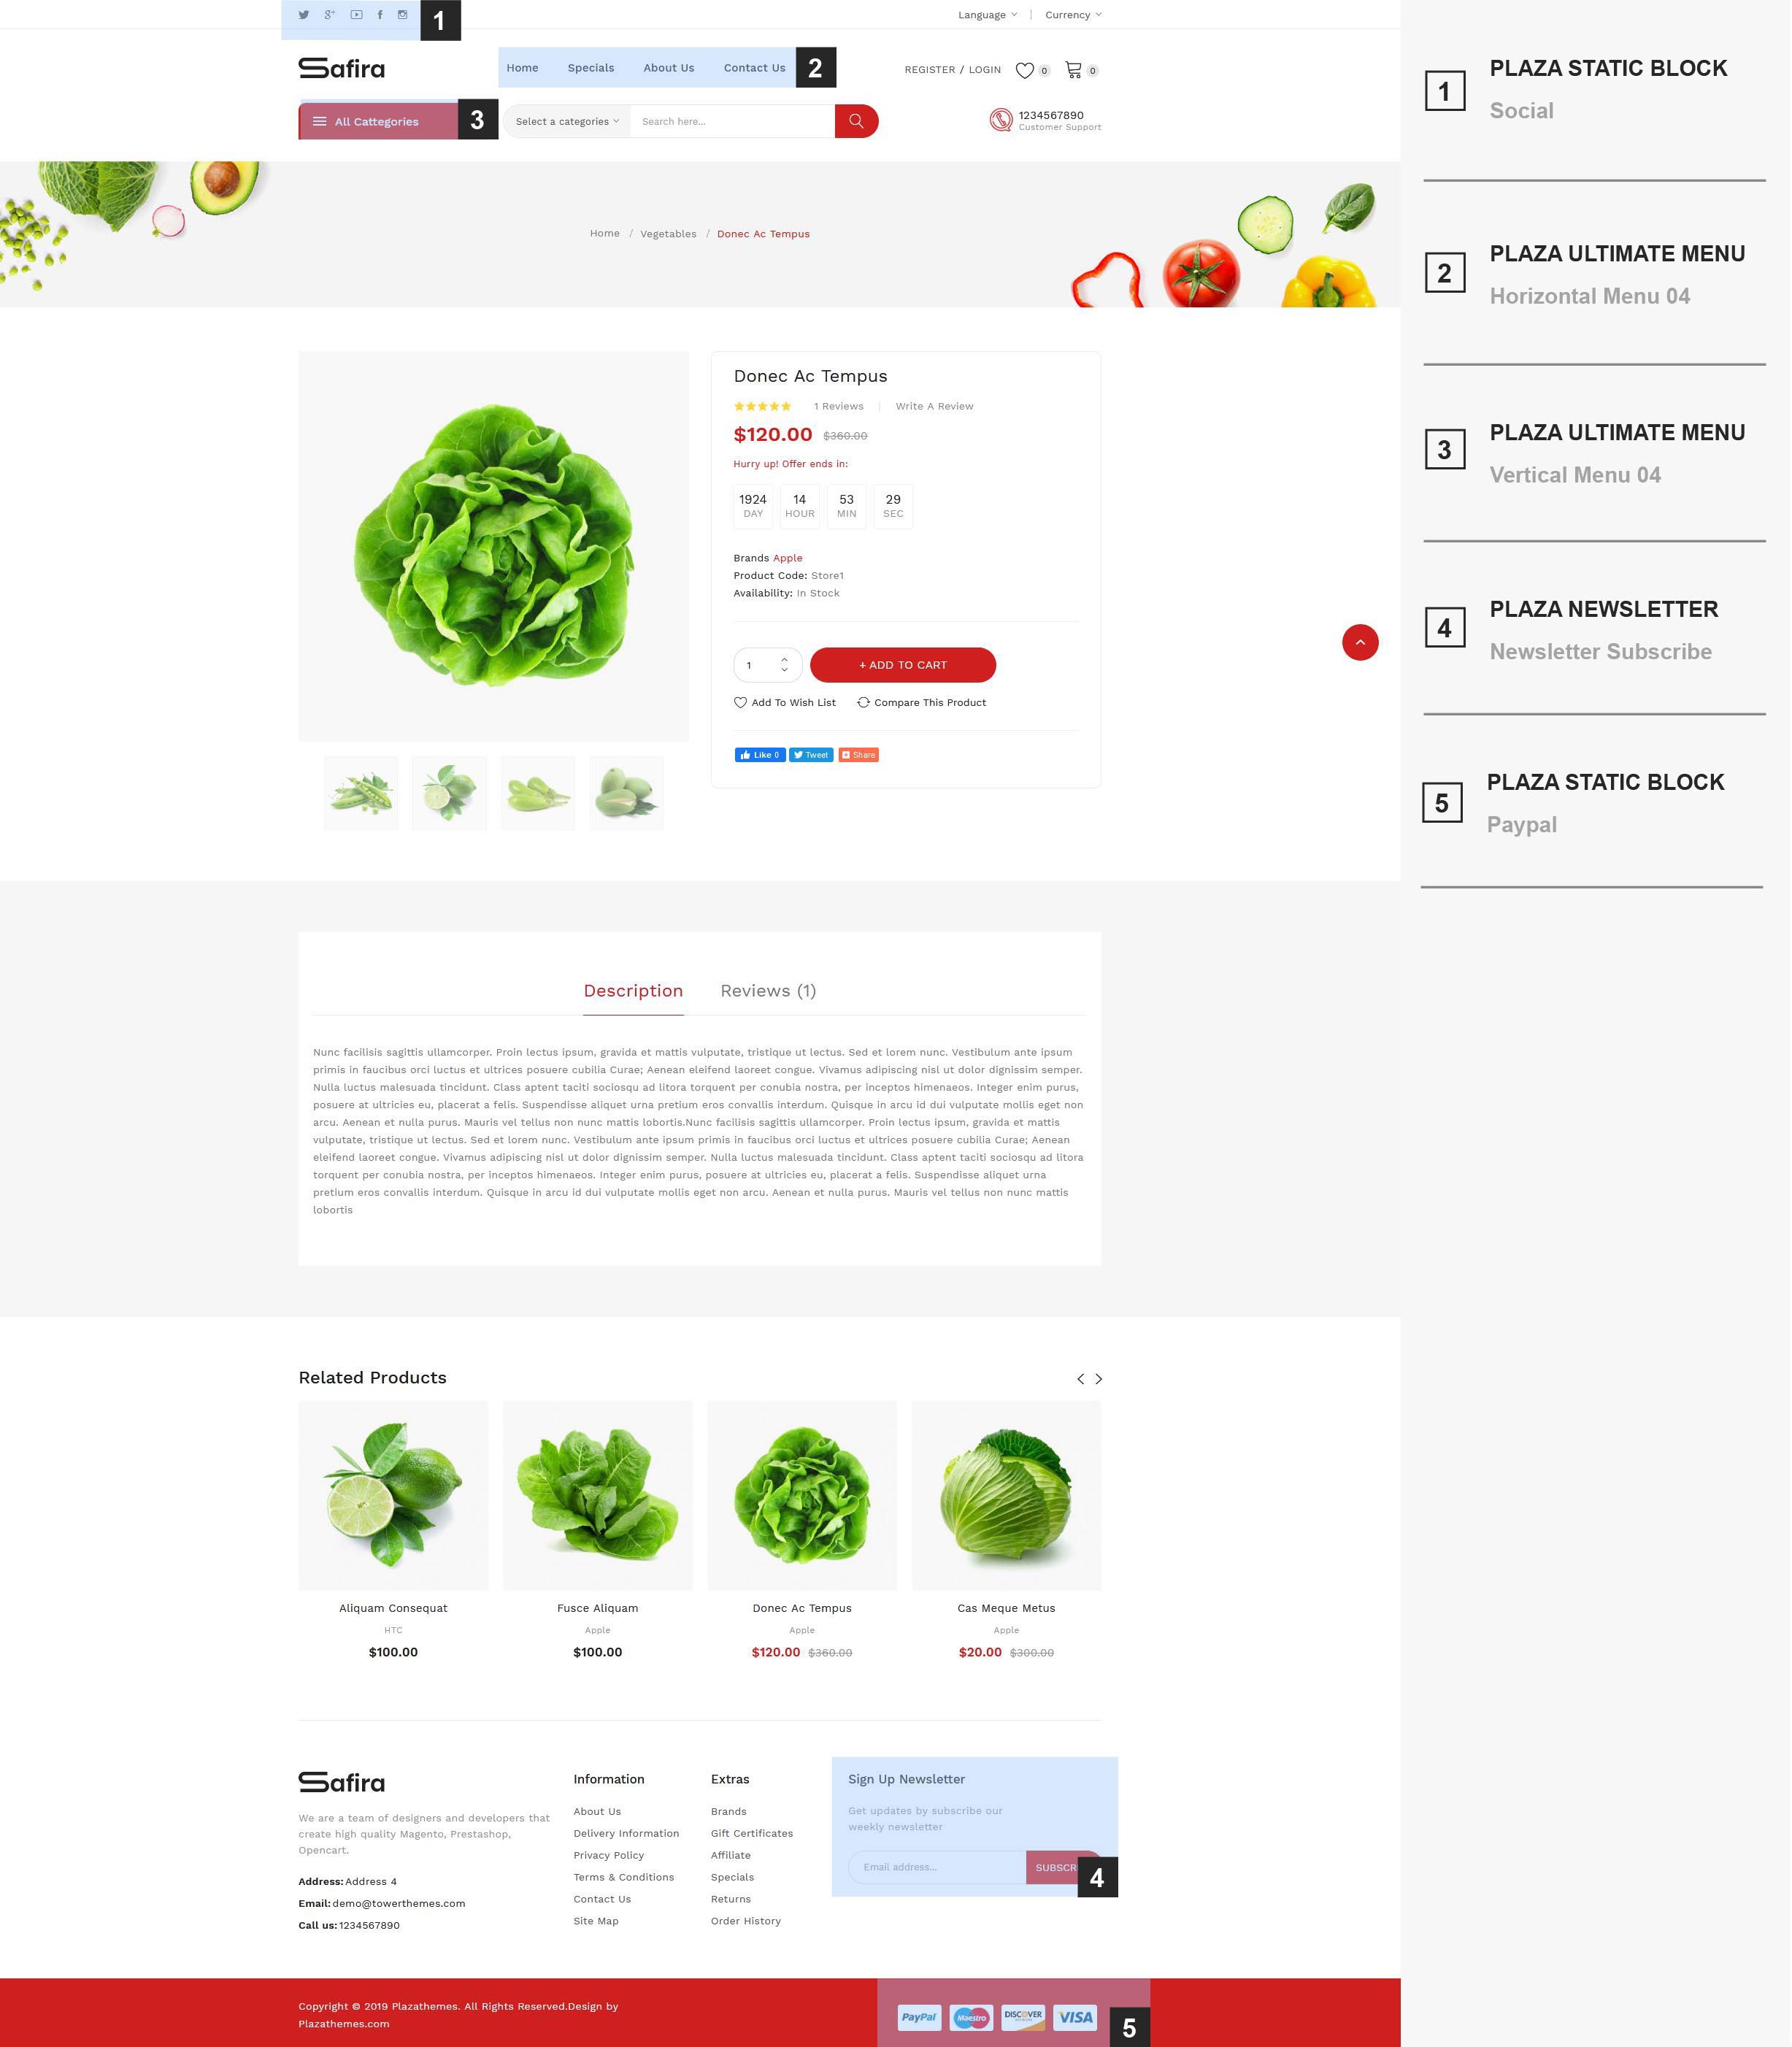 1
Language
Currency
Safira
Home Specials About Us Contact Us
2
REGISTER / LOGIN
0
0
All Cattegories
3
Select a categories
Search here...
1234567890
Customer Support
Home / Vegetables / Donec Ac Tempus
Donec Ac Tempus
1 Reviews | Write A Review
$120.00 $360.00
Hurry up! Offer ends in:
1924 14 53 29
DAY HOUR MIN SEC
Brands Apple
Product Code: Store1
Availability: In Stock
1
+ ADD TO CART
Add To Wish List
Compare This Product
Like 0
Tweet
Share
Description
Reviews (1)
Nunc facilisis sagittis ullamcorper. Proin lectus ipsum, gravida et mattis vulputate, tristique ut lectus. Sed et lorem nunc. Vestibulum ante ipsum
primis in faucibus orci luctus et ultrices posuere cubilia Curae; Aenean eleifend laoreet congue. Vivamus adipiscing nisl ut dolor dignissim semper.
Nulla luctus malesuada tincidunt. Class aptent taciti sociosqu ad litora torquent per conubia nostra, per inceptos himenaeos. Integer enim purus,
posuere at ultricies eu, placerat a felis. Suspendisse aliquet urna pretium eros convallis interdum. Quisque in arcu id dui vulputate mollis eget non
arcu. Aenean et nulla purus. Mauris vel tellus non nunc mattis lobortis.Nunc facilisis sagittis ullamcorper. Proin lectus ipsum, gravida et mattis
vulputate, tristique ut lectus. Sed et lorem nunc. Vestibulum ante ipsum primis in faucibus orci luctus et ultrices posuere cubilia Curae; Aenean
eleifend laoreet congue. Vivamus adipiscing nisl ut dolor dignissim semper. Nulla luctus malesuada tincidunt. Class aptent taciti sociosqu ad litora
torquent per conubia nostra, per inceptos himenaeos. Integer enim purus, posuere at ultricies eu, placerat a felis. Suspendisse aliquet urna
pretium eros convallis interdum. Quisque in arcu id dui vulputate mollis eget non arcu. Aenean et nulla purus. Mauris vel tellus non nunc mattis
lobortis
Related Products
Aliquam Consequat
HTC
$100.00
Fusce Aliquam
Apple
$100.00
Donec Ac Tempus
Apple
$120.00 $360.00
Cas Meque Metus
Apple
$20.00 $300.00
Safira
We are a team of designers and developers that
create high quality Magento, Prestashop,
Opencart.
Address: Address 4
Email: demo@towerthemes.com
Call us: 1234567890
Information
About Us
Delivery Information
Privacy Policy
Terms & Conditions
Contact Us
Site Map
Extras
Brands
Gift Certificates
Affiliate
Specials
Returns
Order History
Sign Up Newsletter
Get updates by subscribe our
weekly newsletter
Email address...
SUBSCR
4
Copyright © 2019 Plazathemes. All Rights Reserved.Design by
Plazathemes.com
PayPal
Maestro
DISCOVER
VISA
5
1
PLAZA STATIC BLOCK
Social
2
PLAZA ULTIMATE MENU
Horizontal Menu 04
3
PLAZA ULTIMATE MENU
Vertical Menu 04
4
PLAZA NEWSLETTER
Newsletter Subscribe
5
PLAZA STATIC BLOCK
Paypal